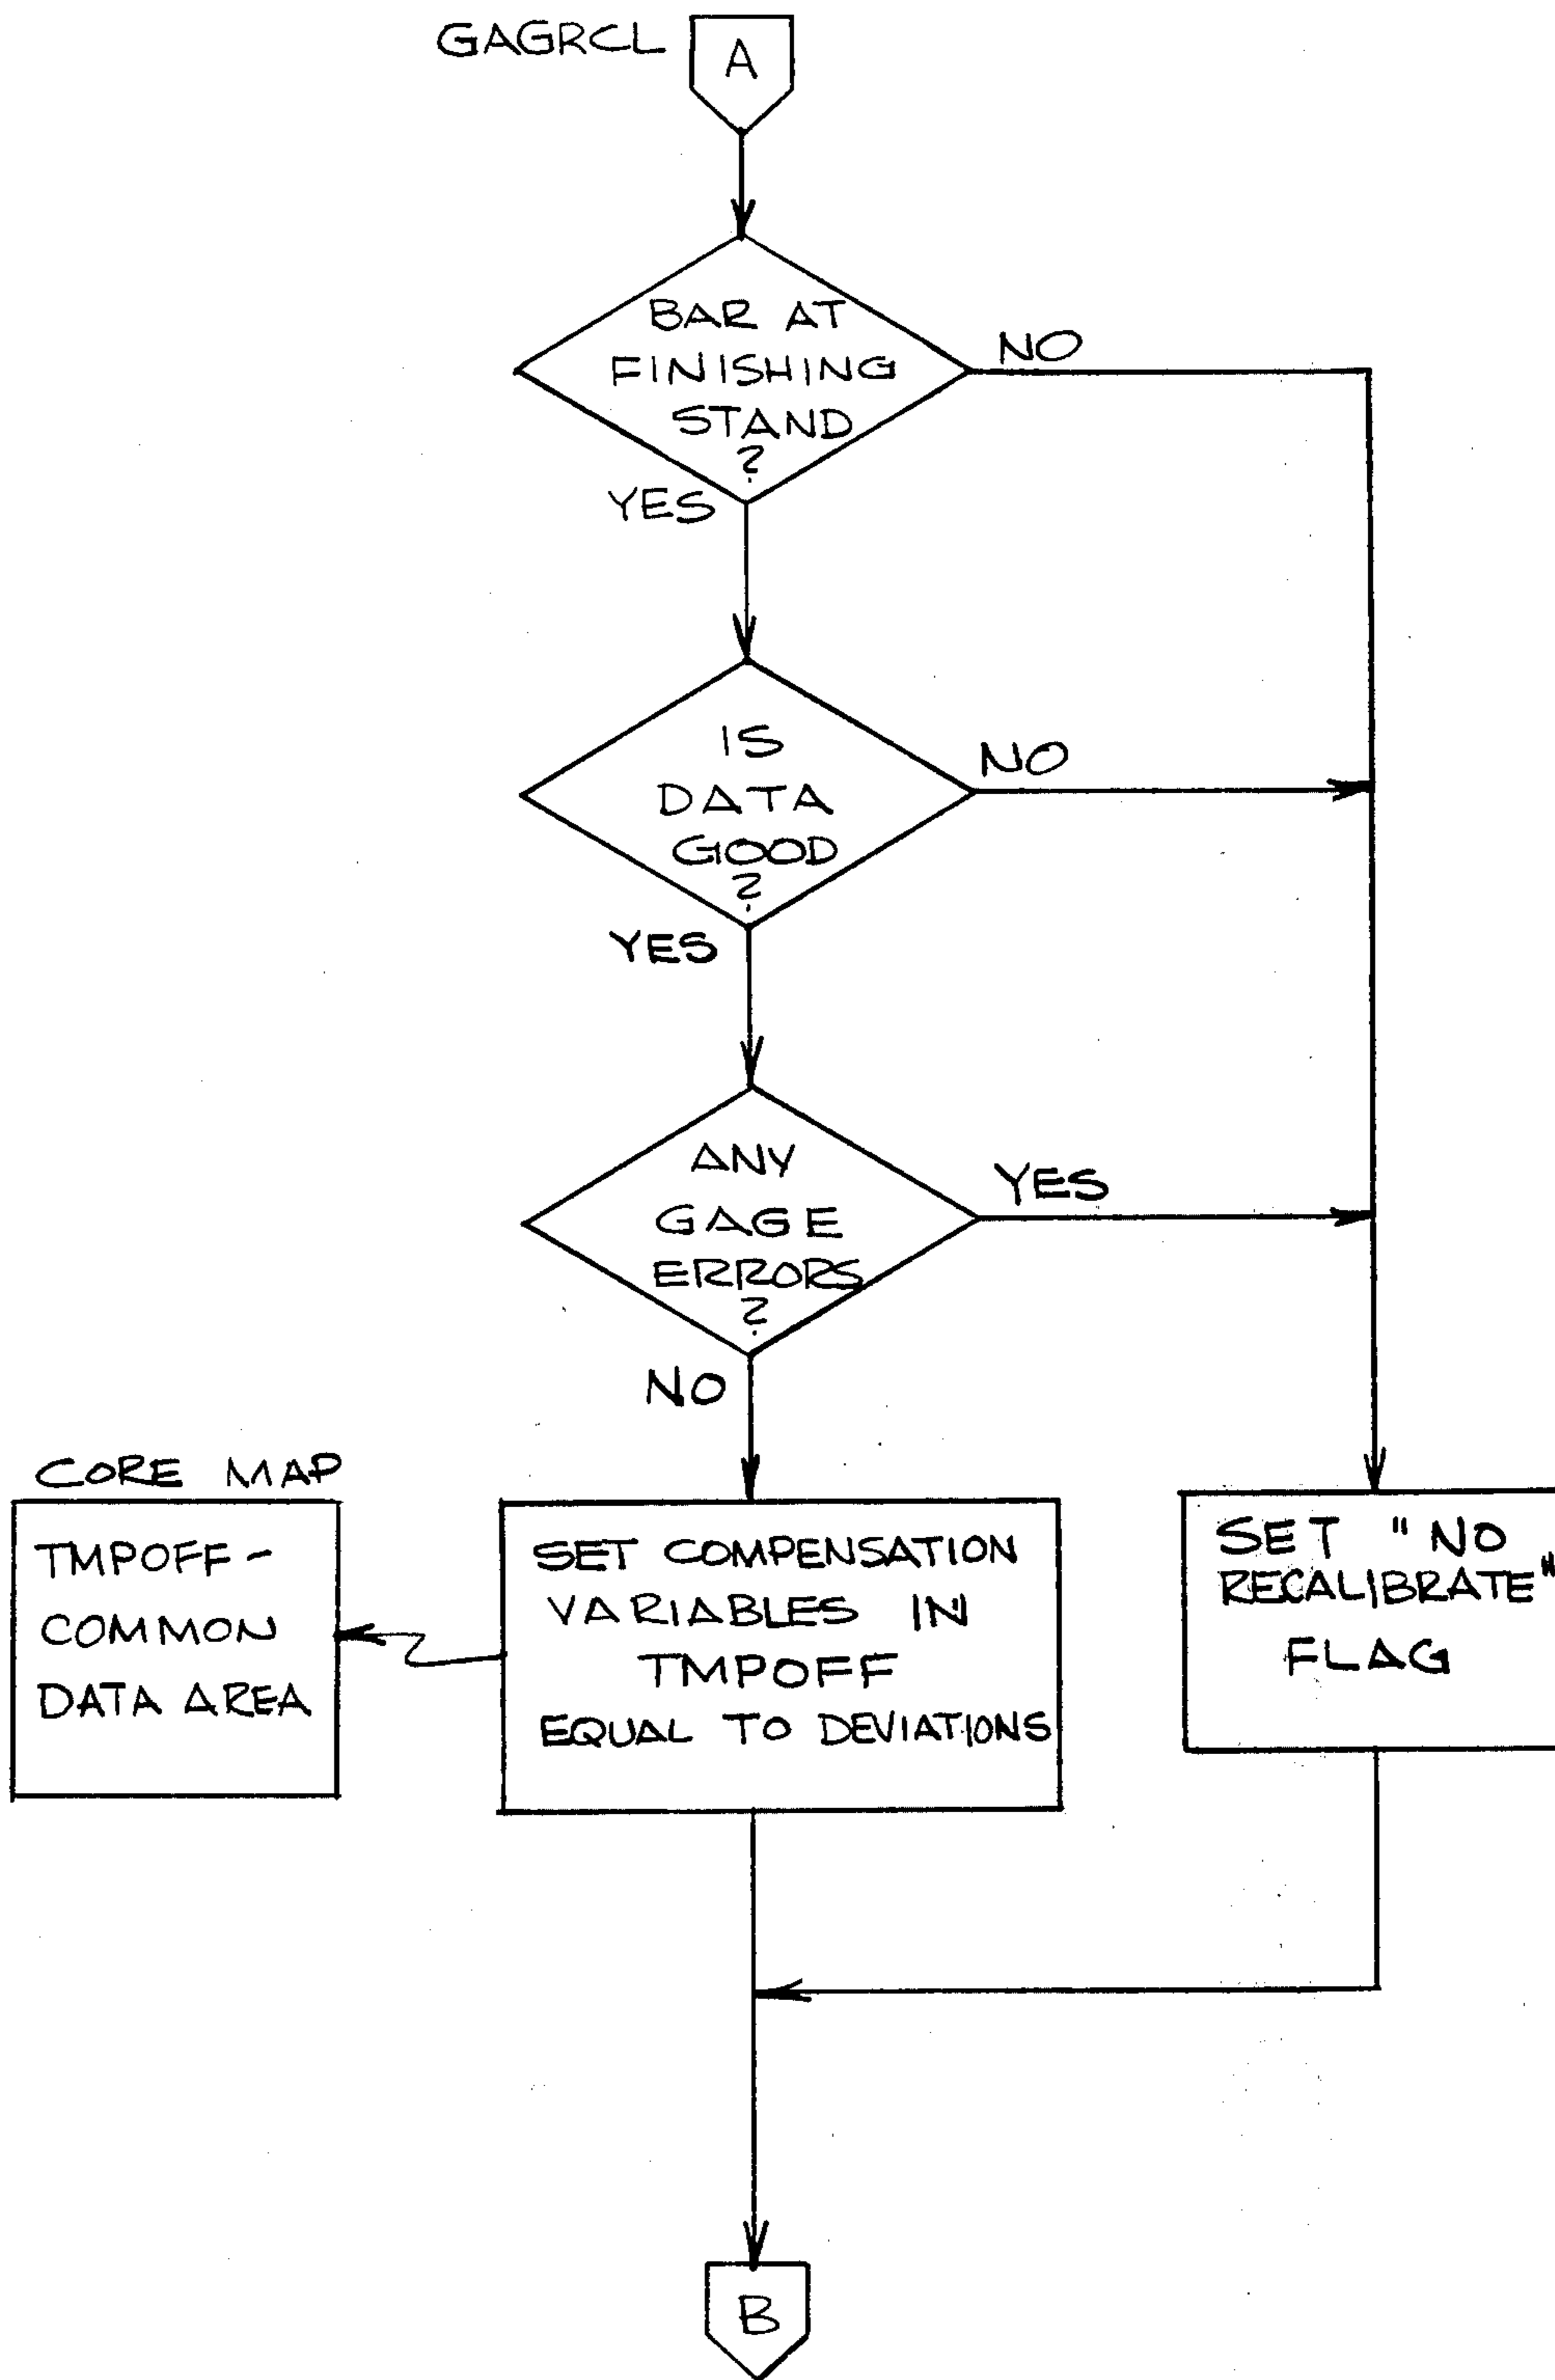 GAGRCL
A
BAR AT
FINISHING
STAND
?
NO
YES
IS
DATA
GOOD
?
NO
YES
ANY
GAGE
ERRORS
?
YES
NO
CORE MAP
TMPOFF-
COMMON
DATA AREA
SET COMPENSATION
VARIABLES IN
TMPOFF
EQUAL TO DEVIATIONS
SET "NO
RECALIBRATE"
FLAG
B